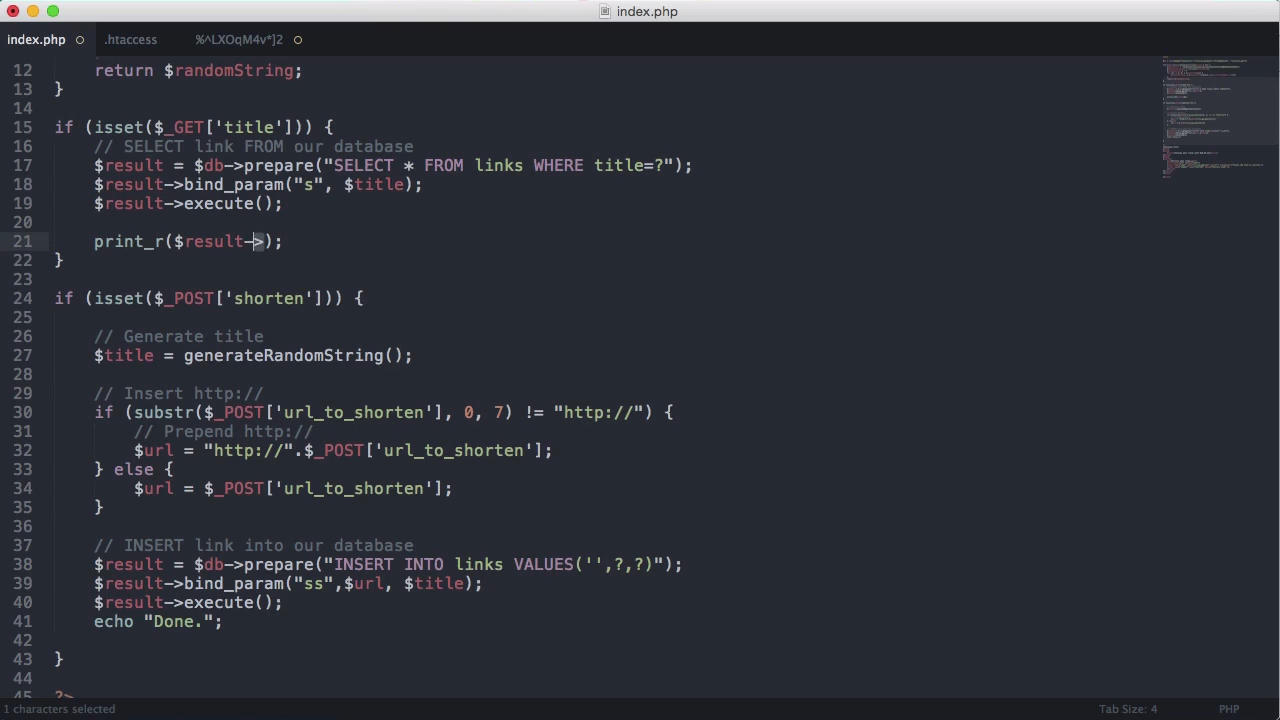 index.php
index.php
.htaccess
%^LXOqM4v*]2
12 return $randomString;
13 }
14
15 if (isset($_GET['title'])) {
16 // SELECT link FROM our database
17 $result = $db->prepare("SELECT * FROM links WHERE title=?");
18 $result->bind_param("s", $title);
19 $result->execute();
20
21 print_r($result->);
22 }
23
24 if (isset($_POST['shorten'])) {
25
26 // Generate title
27 $title = generateRandomString();
28
29 // Insert http://
30 if (substr($_POST['url_to_shorten'], 0, 7) != "http://") {
31 // Prepend http://
32 $url = "http://".$_POST['url_to_shorten'];
33 } else {
34 $url = $_POST['url_to_shorten'];
35 }
36
37 // INSERT link into our database
38 $result = $db->prepare("INSERT INTO links VALUES('',?,?)");
39 $result->bind_param("ss",$url, $title);
40 $result->execute();
41 echo "Done.";
42
43 }
44
45 ?>
1 characters selected
Tab Size: 4
PHP